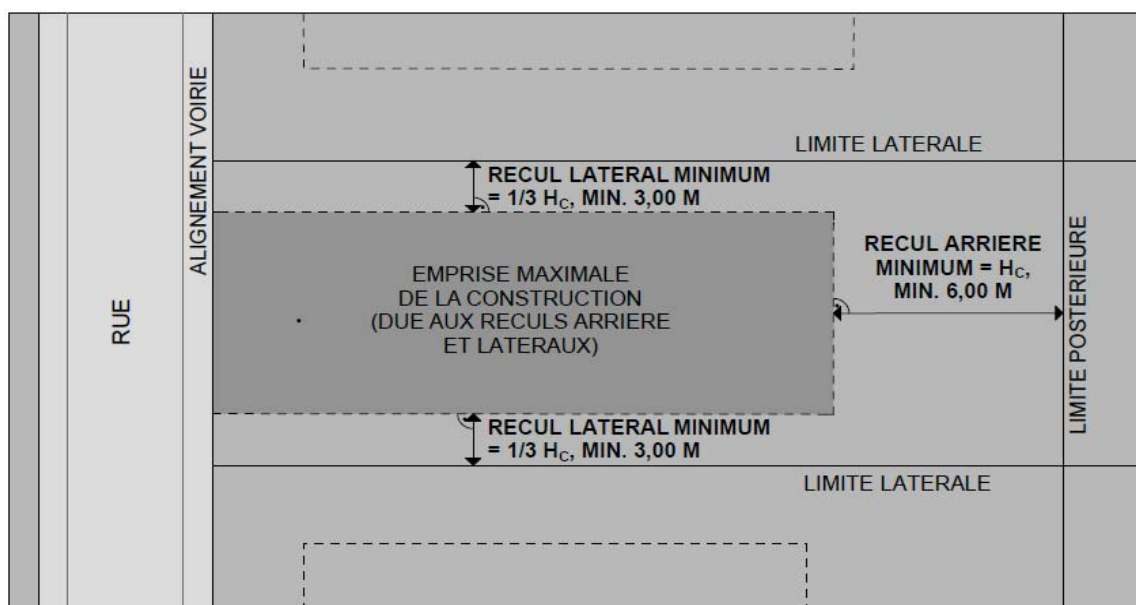 RUE
ALIGNEMENT VOIRIE
LIMITE LATERALE
RECUL LATERAL MINIMUM
= 1/3 HC, MIN. 3,00 M
EMPRISE MAXIMALE
DE LA CONSTRUCTION
(DUE AUX RECULS ARRIERE
ET LATERAUX)
RECUL ARRIERE
MINIMUM = HC,
MIN. 6,00 M
LIMITE POSTERIEURE
RECUL LATERAL MINIMUM
= 1/3 HC, MIN. 3,00 M
LIMITE LATERALE